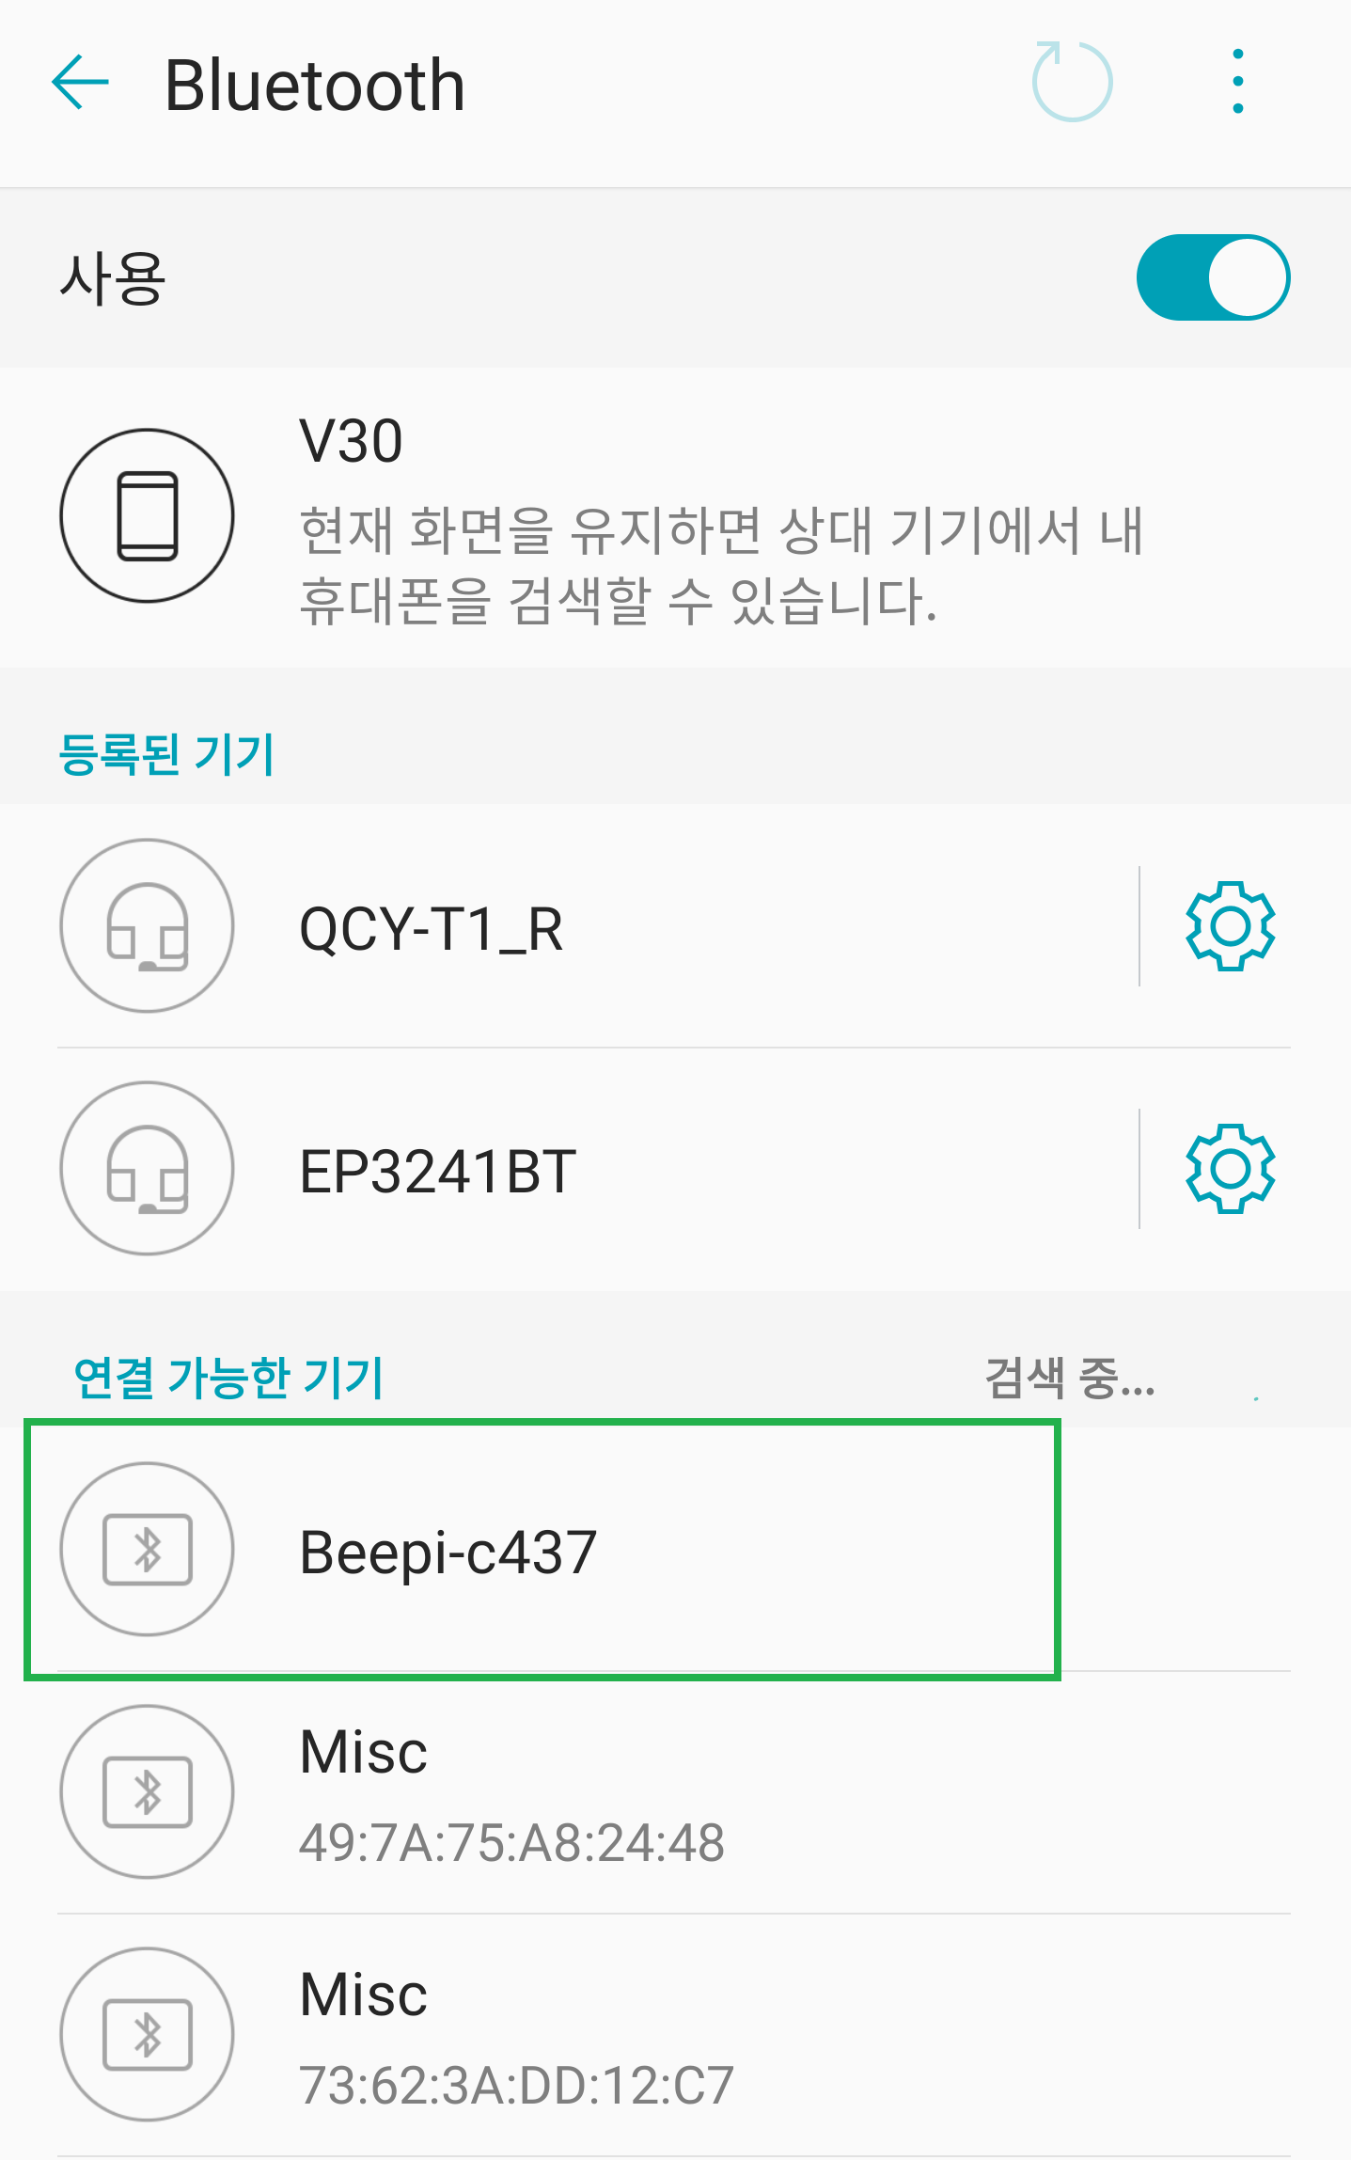 Bluetooth
사용
V30
현재 화면을 유지하면 상대 기기에서 내
휴대폰을 검색할 수 있습니다.
등록된 기기
QCY-T1_R
EP3241BT
연결 가능한 기기 검색 중...
Beepi-c437
Misc
49:7A:75:A8:24:48
Misc
73:62:3A:DD:12:C7